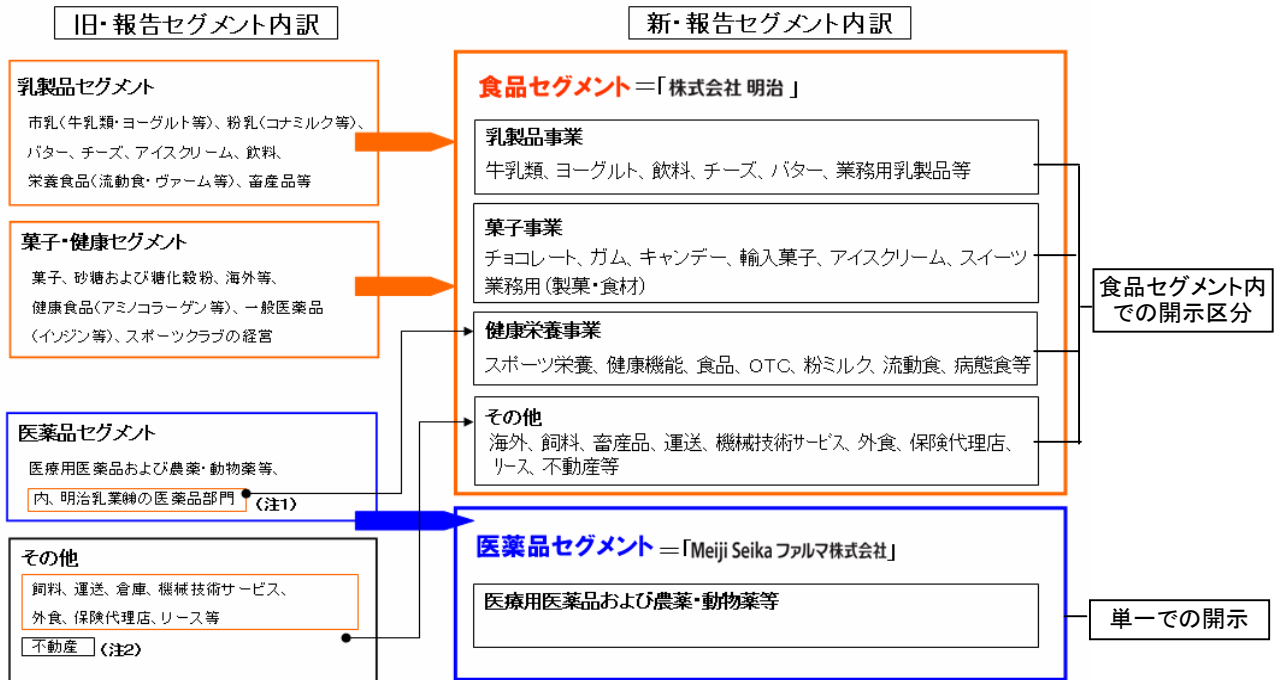 旧・報告セグメント内訳
乳製品セグメント
市乳(牛乳類・ヨーグルト等)、粉乳(コナミルク等)、
バター、チーズ、アイスクリーム、飲料、
栄養食品(流動食・ヴァーム等)、畜産品等
菓子・健康セグメント
菓子、砂糖および糖化穀粉、海外等、
健康食品(アミノコラーゲン等)、一般医薬品
(イソジン等)、スポーツクラブの経営
医薬品セグメント
医療用医薬品および農薬・動物薬等、
内、明治乳業㈱の医薬品部門
(注1)
その他
飼料、運送、倉庫、機械技術サービス、
外食、保険代理店、リース等
不動産 (注2)
新・報告セグメント内訳
食品セグメント＝「株式会社 明治 」
乳製品事業
牛乳類、ヨーグルト、飲料、チーズ、バター、業務用乳製品等
菓子事業
チョコレート、ガム、キャンデー、輸入菓子、アイスクリーム、スイーツ
業務用(製菓・食材)
健康栄養事業
スポーツ栄養、健康機能、食品、OTC、粉ミルク、流動食、病態食等
その他
海外、飼料、畜産品、運送、機械技術サービス、外食、保険代理店、
リース、不動産等
医薬品セグメント＝「Meiji Seika ファルマ株式会社」
医療用医薬品および農薬・動物薬等
食品セグメント内
での開示区分
単一での開示